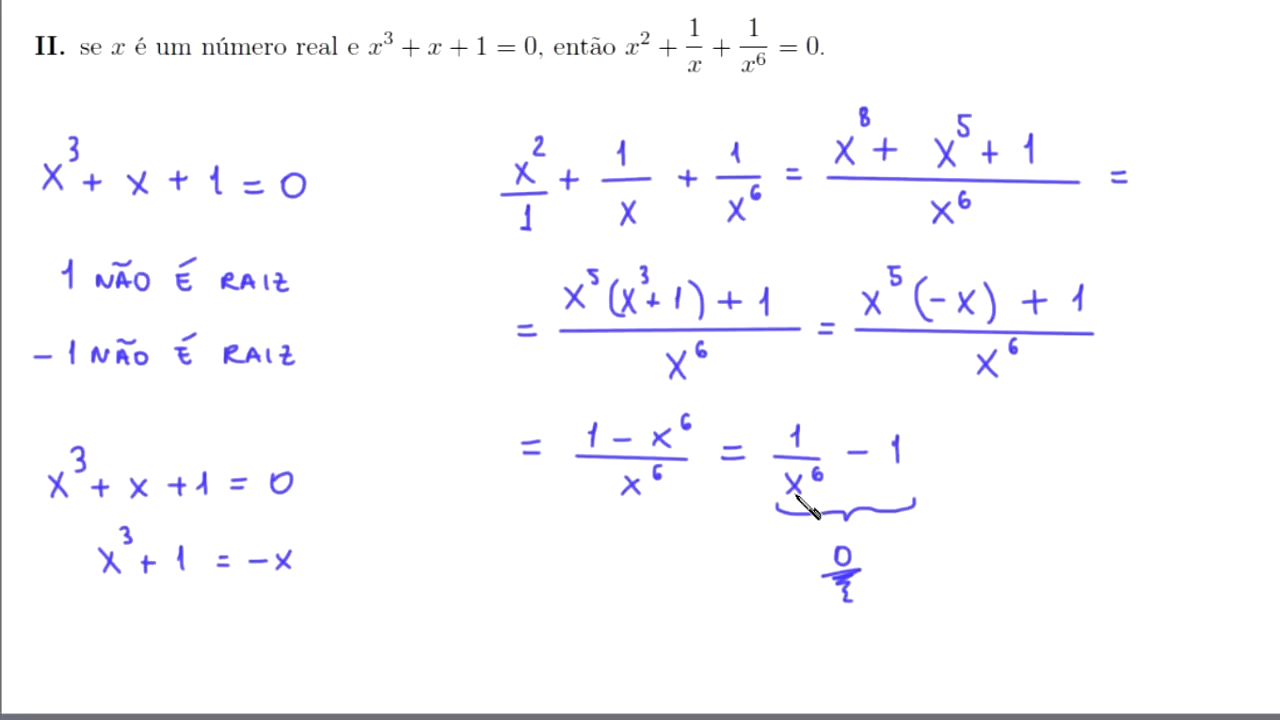 II. se x é um número real e x³ + x + 1 = 0, então x² + 1/x + 1/x⁶ = 0.
x³ + x + 1 = 0
x²/1 + 1/x + 1/x⁶ = (x⁸ + x⁵ + 1)/x⁶ =
1 NÃO É RAIZ
= (x⁵(x³+1) + 1)/x⁶ = (x⁵(-x) + 1)/x⁶
-1 NÃO É RAIZ
= (1 - x⁶)/x⁶ = 1/x⁶ - 1
x³ + x + 1 = 0
x³ + 1 = -x
0